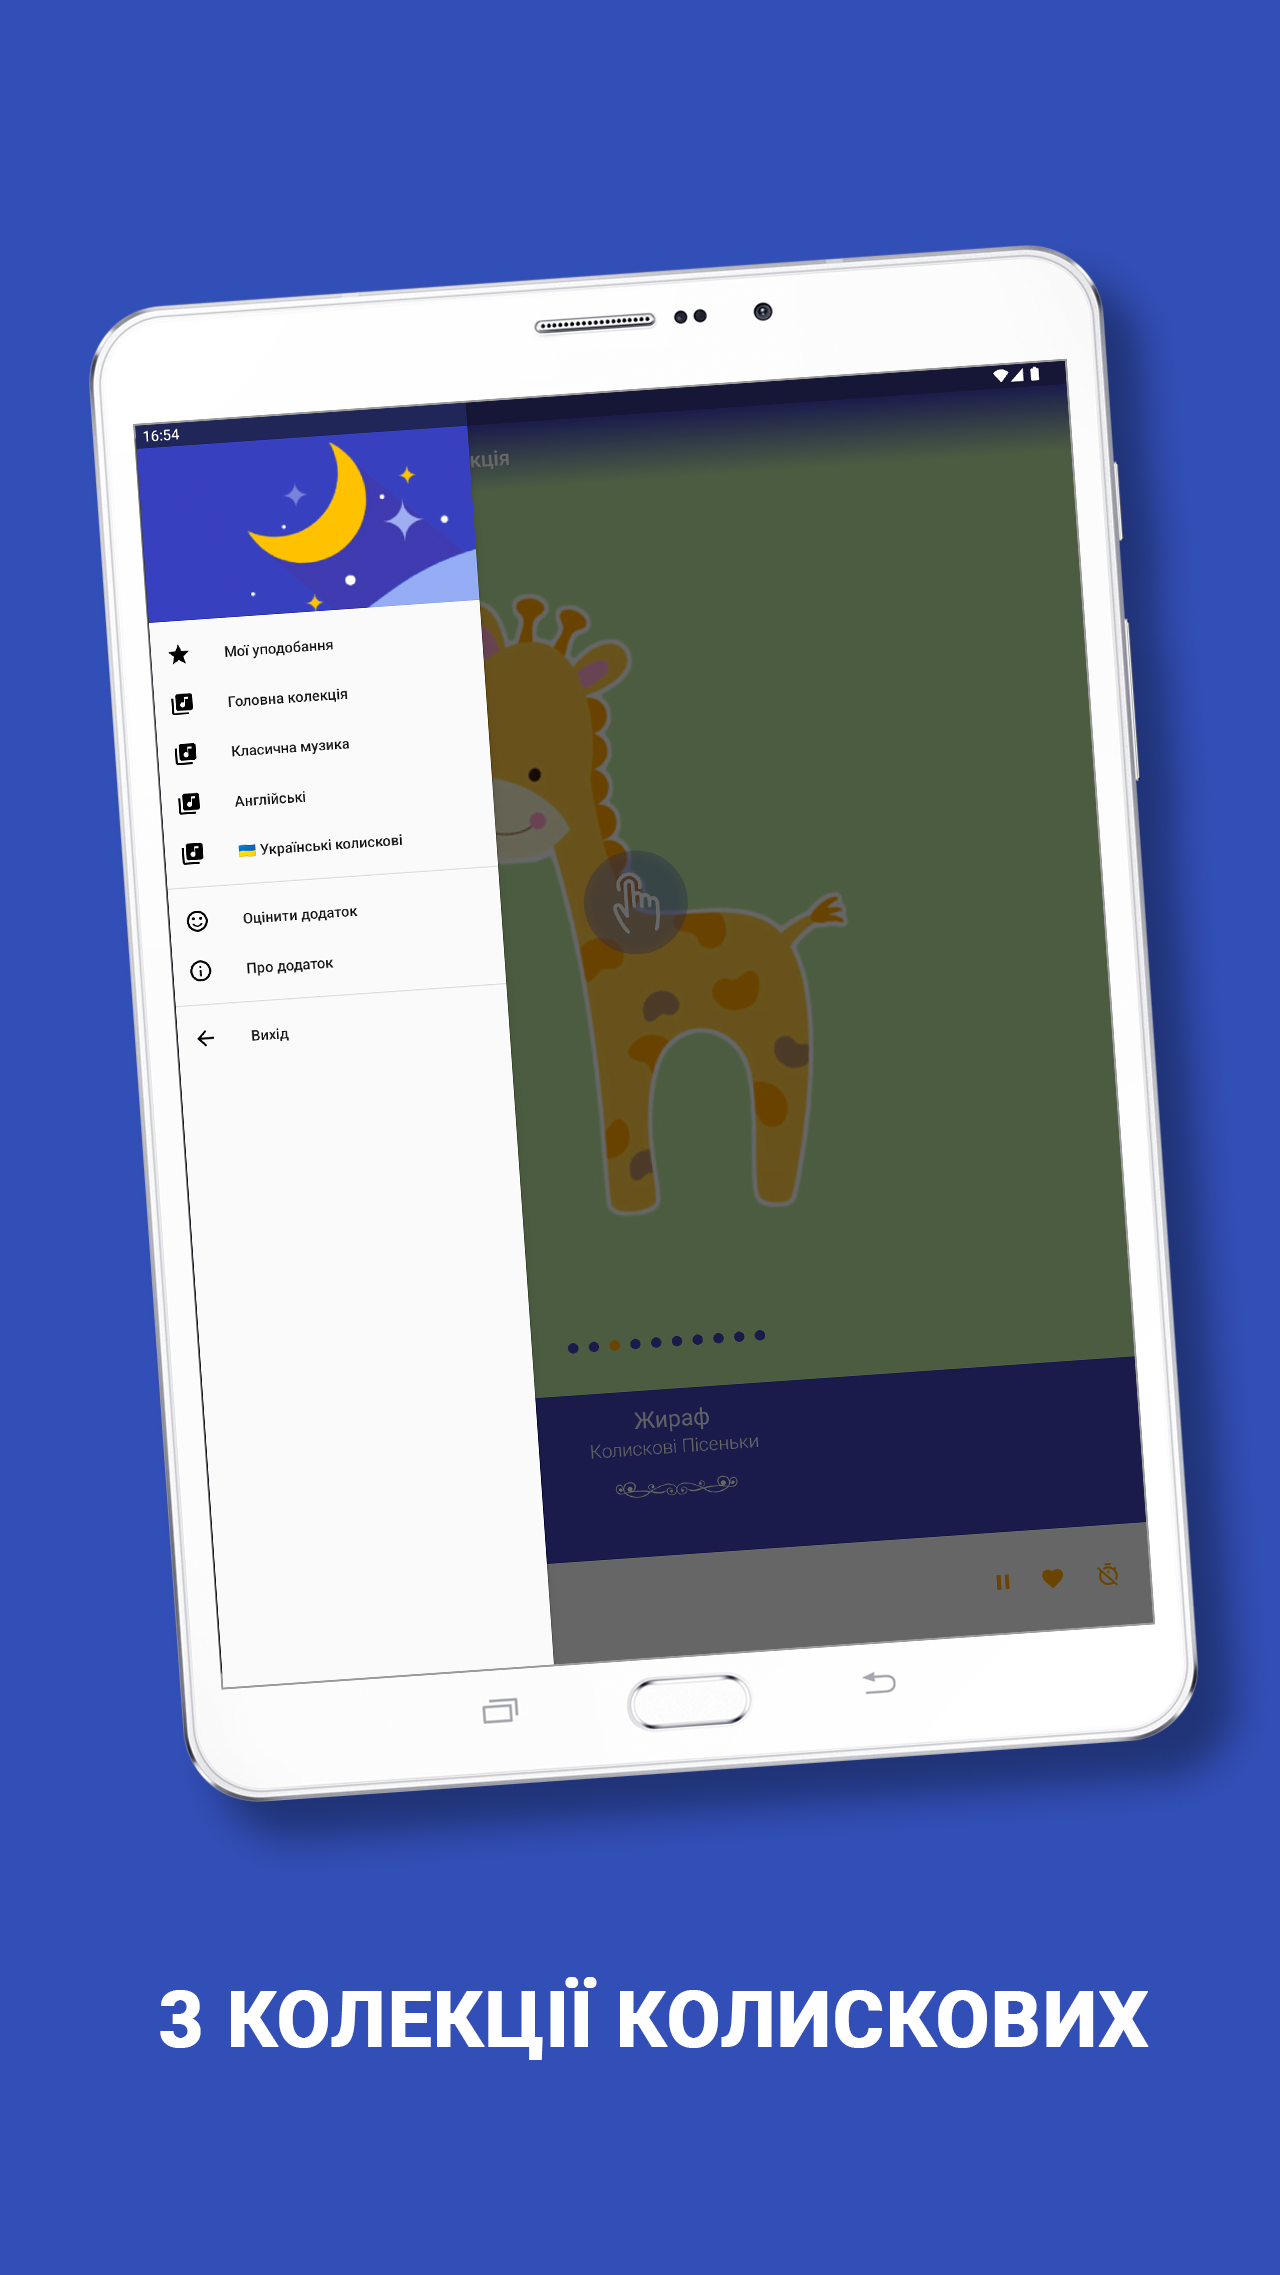 16:54
кція
Мої уподобання
Головна колекція
Класична музика
Англійські
Українські колискові
Оцінити додаток
Про додаток
Вихід
Жираф
Колискові Пісеньки
3 КОЛЕКЦІЇ КОЛИСКОВИХ